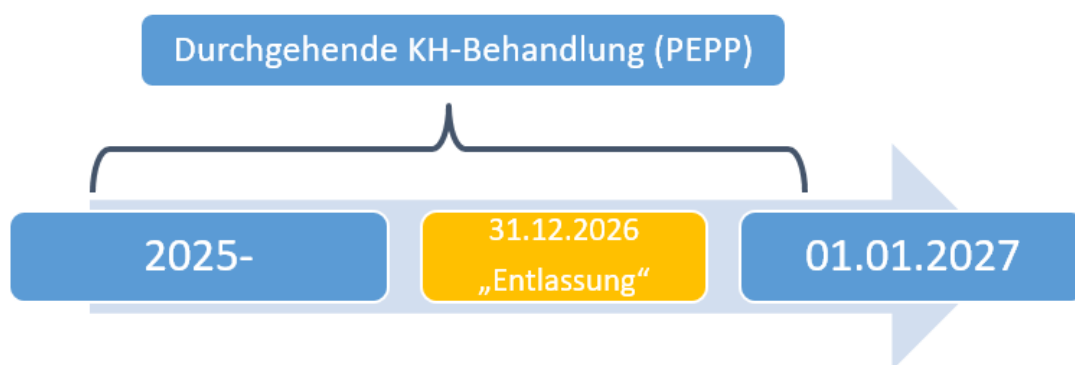 Durchgehende KH-Behandlung (PEPP)
2025-
31.12.2026
„Entlassung“
01.01.2027